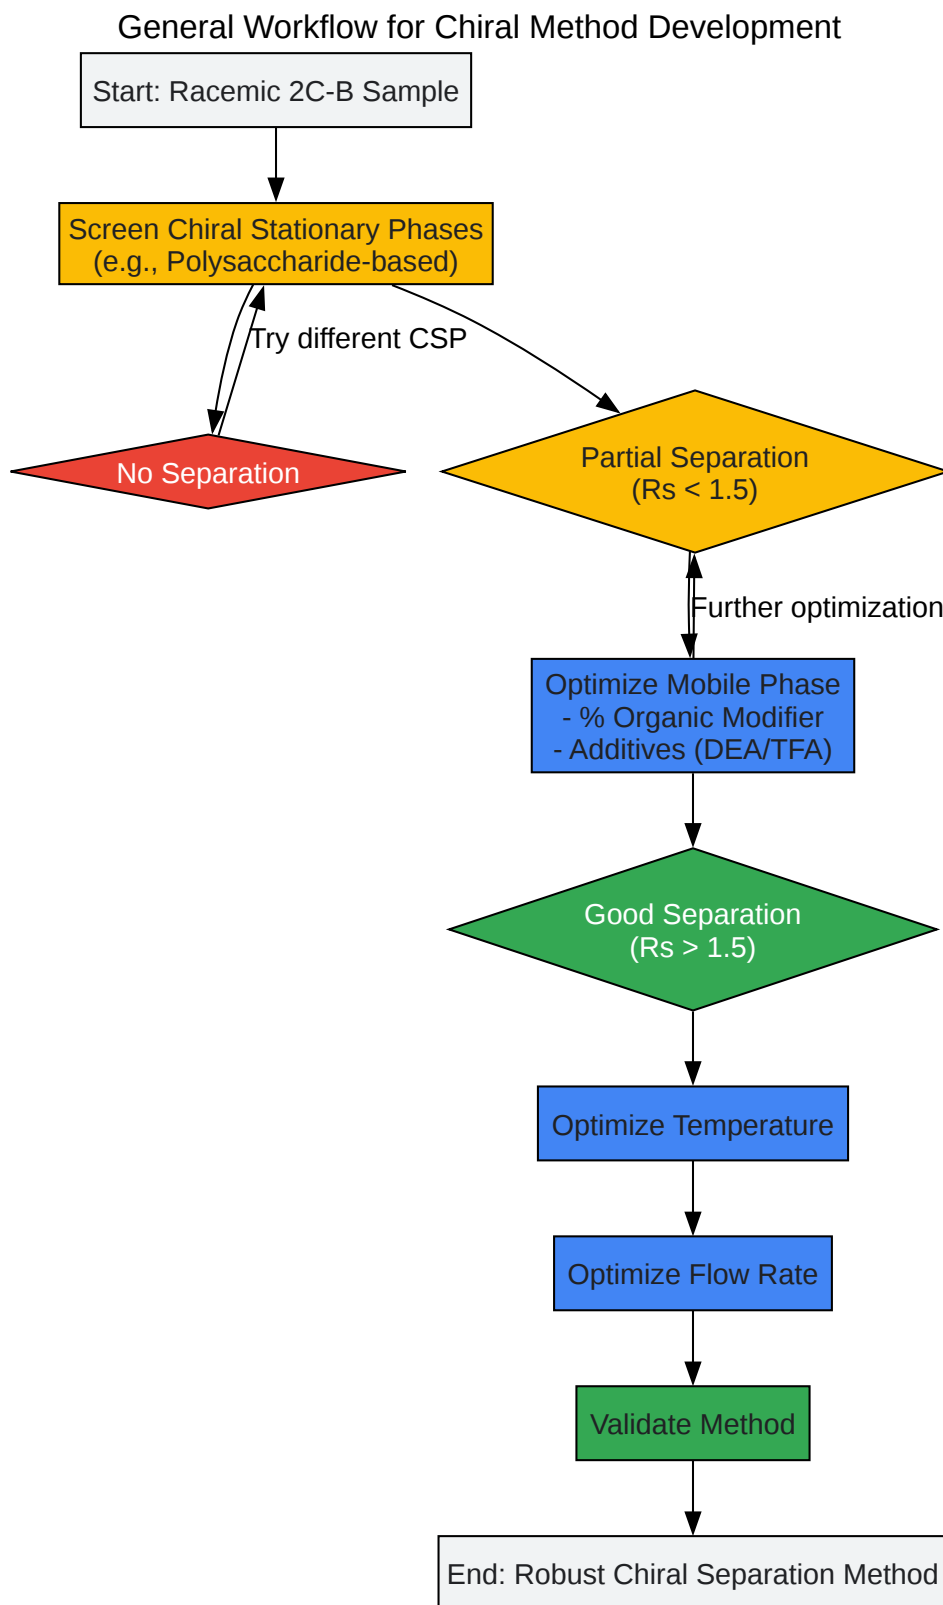 General Workflow for Chiral Method Development
Start: Racemic 2C-B Sample
Screen Chiral Stationary Phases
(e.g., Polysaccharide-based)
Try different CSP
No Separation
Partial Separation
(Rs < 1.5)
Further optimization
Optimize Mobile Phase
- % Organic Modifier
- Additives (DEA/TFA)
Good Separation
(Rs > 1.5)
Optimize Temperature
Optimize Flow Rate
Validate Method
End: Robust Chiral Separation Method